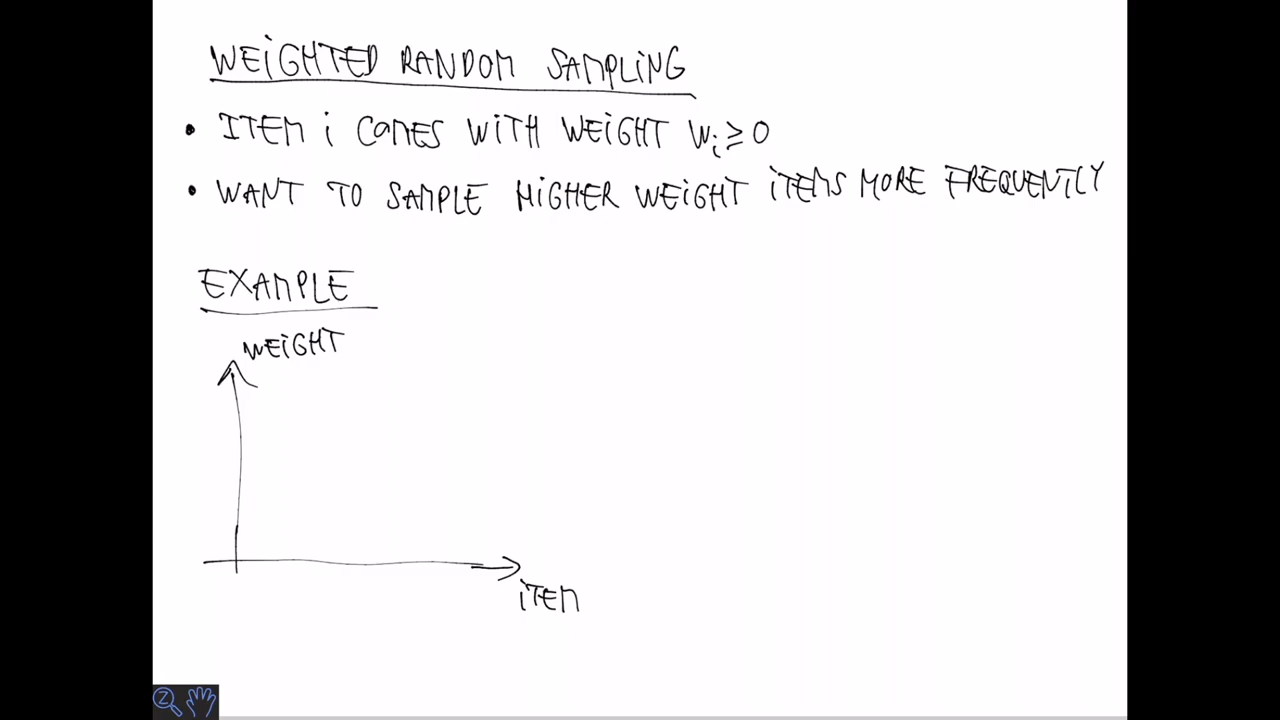 WEIGHTED RANDOM SAMPLING
• ITEM i COMES WITH WEIGHT wᵢ ≥ 0
• WANT TO SAMPLE HIGHER WEIGHT ITEMS MORE FREQUENTLY
EXAMPLE
WEIGHT
ITEM
Z